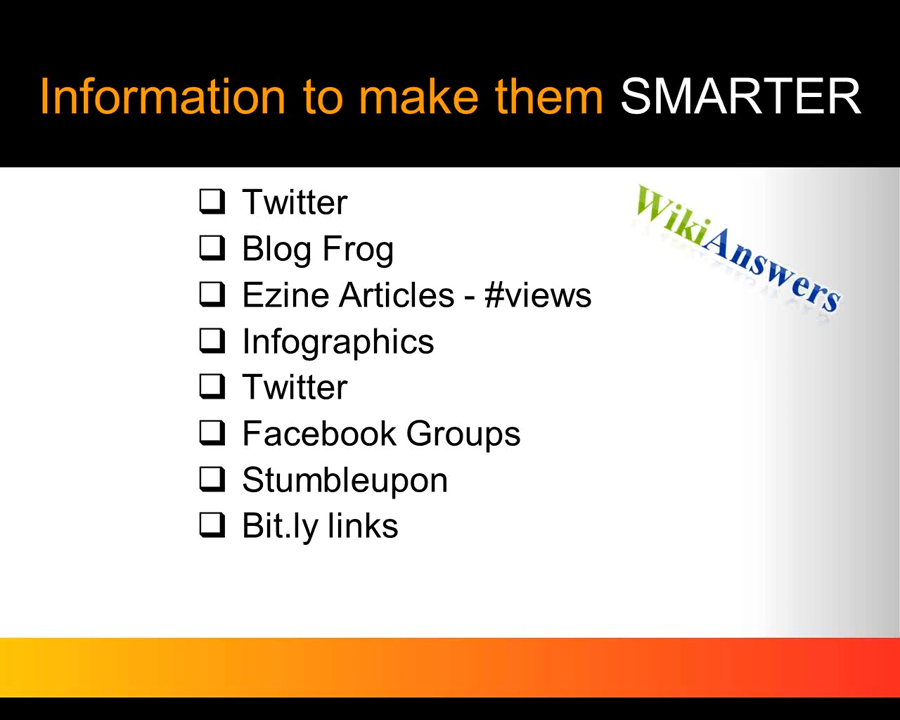 Information to make them SMARTER
Twitter
Blog Frog
Ezine Articles - #views
Infographics
Twitter
Facebook Groups
Stumbleupon
Bit.ly links
WikiAnswers